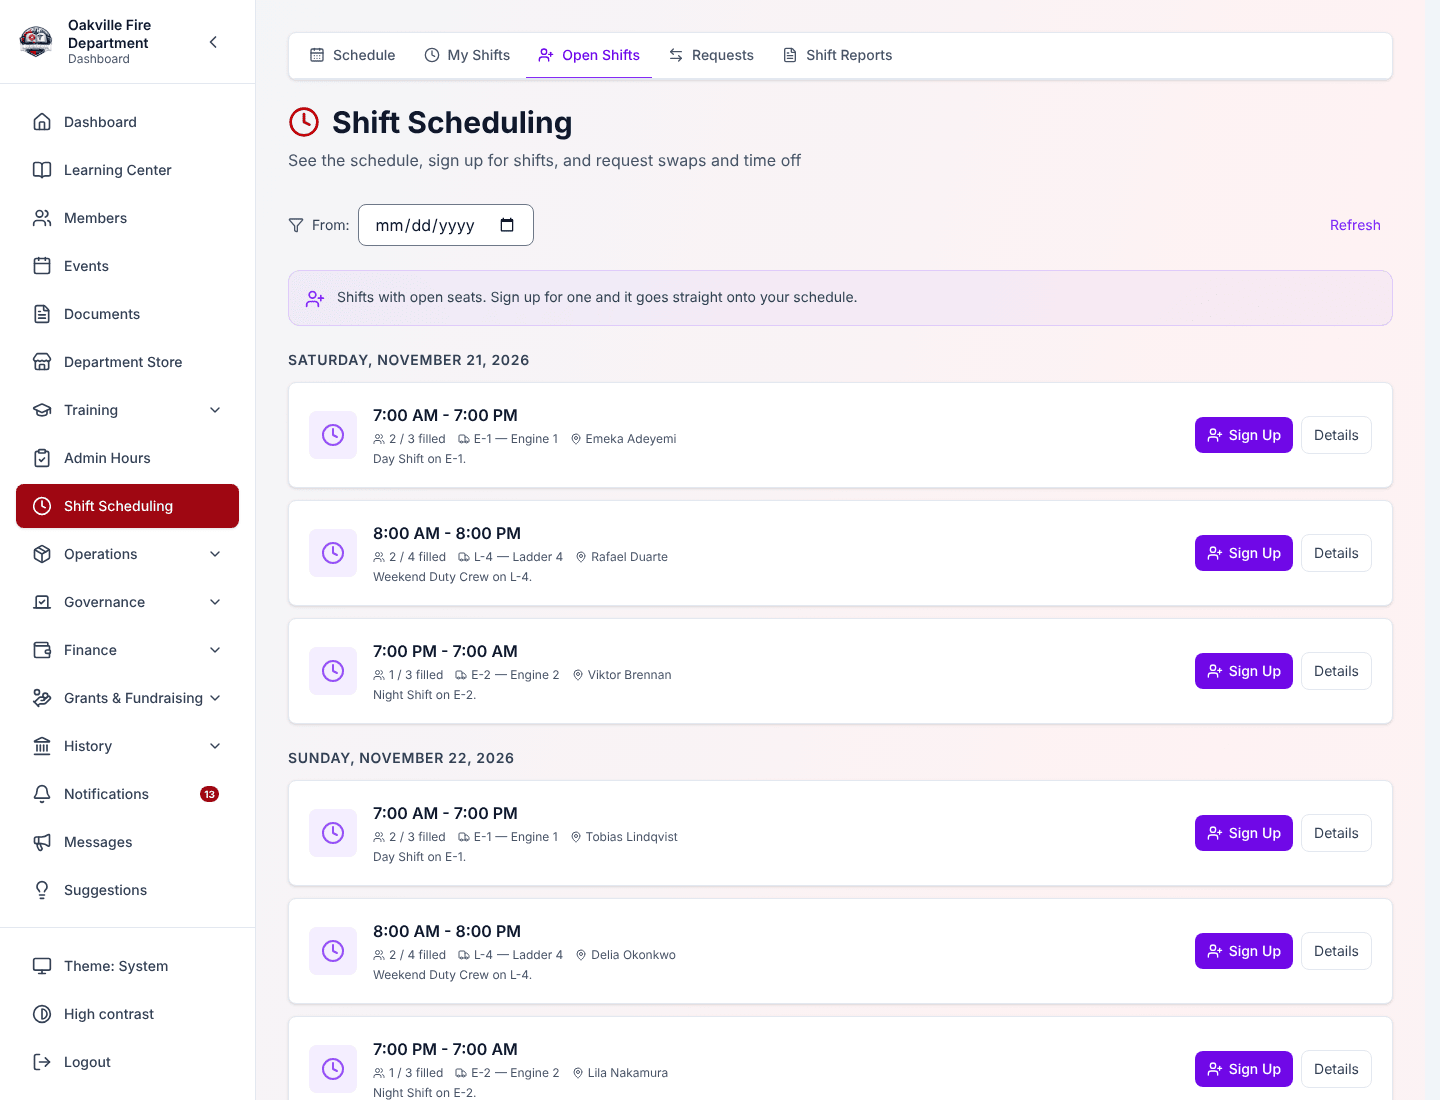 Oakville Fire
Department
Dashboard
Dashboard
Learning Center
Members
Events
Documents
Department Store
Training
Admin Hours
Shift Scheduling
Operations
Governance
Finance
Grants & Fundraising
History
Notifications 13
Messages
Suggestions
Theme: System
High contrast
Logout
Schedule My Shifts Open Shifts Requests Shift Reports
Shift Scheduling
See the schedule, sign up for shifts, and request swaps and time off
From: mm/dd/yyyy Refresh
Shifts with open seats. Sign up for one and it goes straight onto your schedule.
SATURDAY, NOVEMBER 21, 2026
7:00 AM - 7:00 PM
2 / 3 filled E-1 — Engine 1 Emeka Adeyemi
Day Shift on E-1.
Sign Up Details
8:00 AM - 8:00 PM
2 / 4 filled L-4 — Ladder 4 Rafael Duarte
Weekend Duty Crew on L-4.
Sign Up Details
7:00 PM - 7:00 AM
1 / 3 filled E-2 — Engine 2 Viktor Brennan
Night Shift on E-2.
Sign Up Details
SUNDAY, NOVEMBER 22, 2026
7:00 AM - 7:00 PM
2 / 3 filled E-1 — Engine 1 Tobias Lindqvist
Day Shift on E-1.
Sign Up Details
8:00 AM - 8:00 PM
2 / 4 filled L-4 — Ladder 4 Delia Okonkwo
Weekend Duty Crew on L-4.
Sign Up Details
7:00 PM - 7:00 AM
1 / 3 filled E-2 — Engine 2 Lila Nakamura
Night Shift on E-2.
Sign Up Details